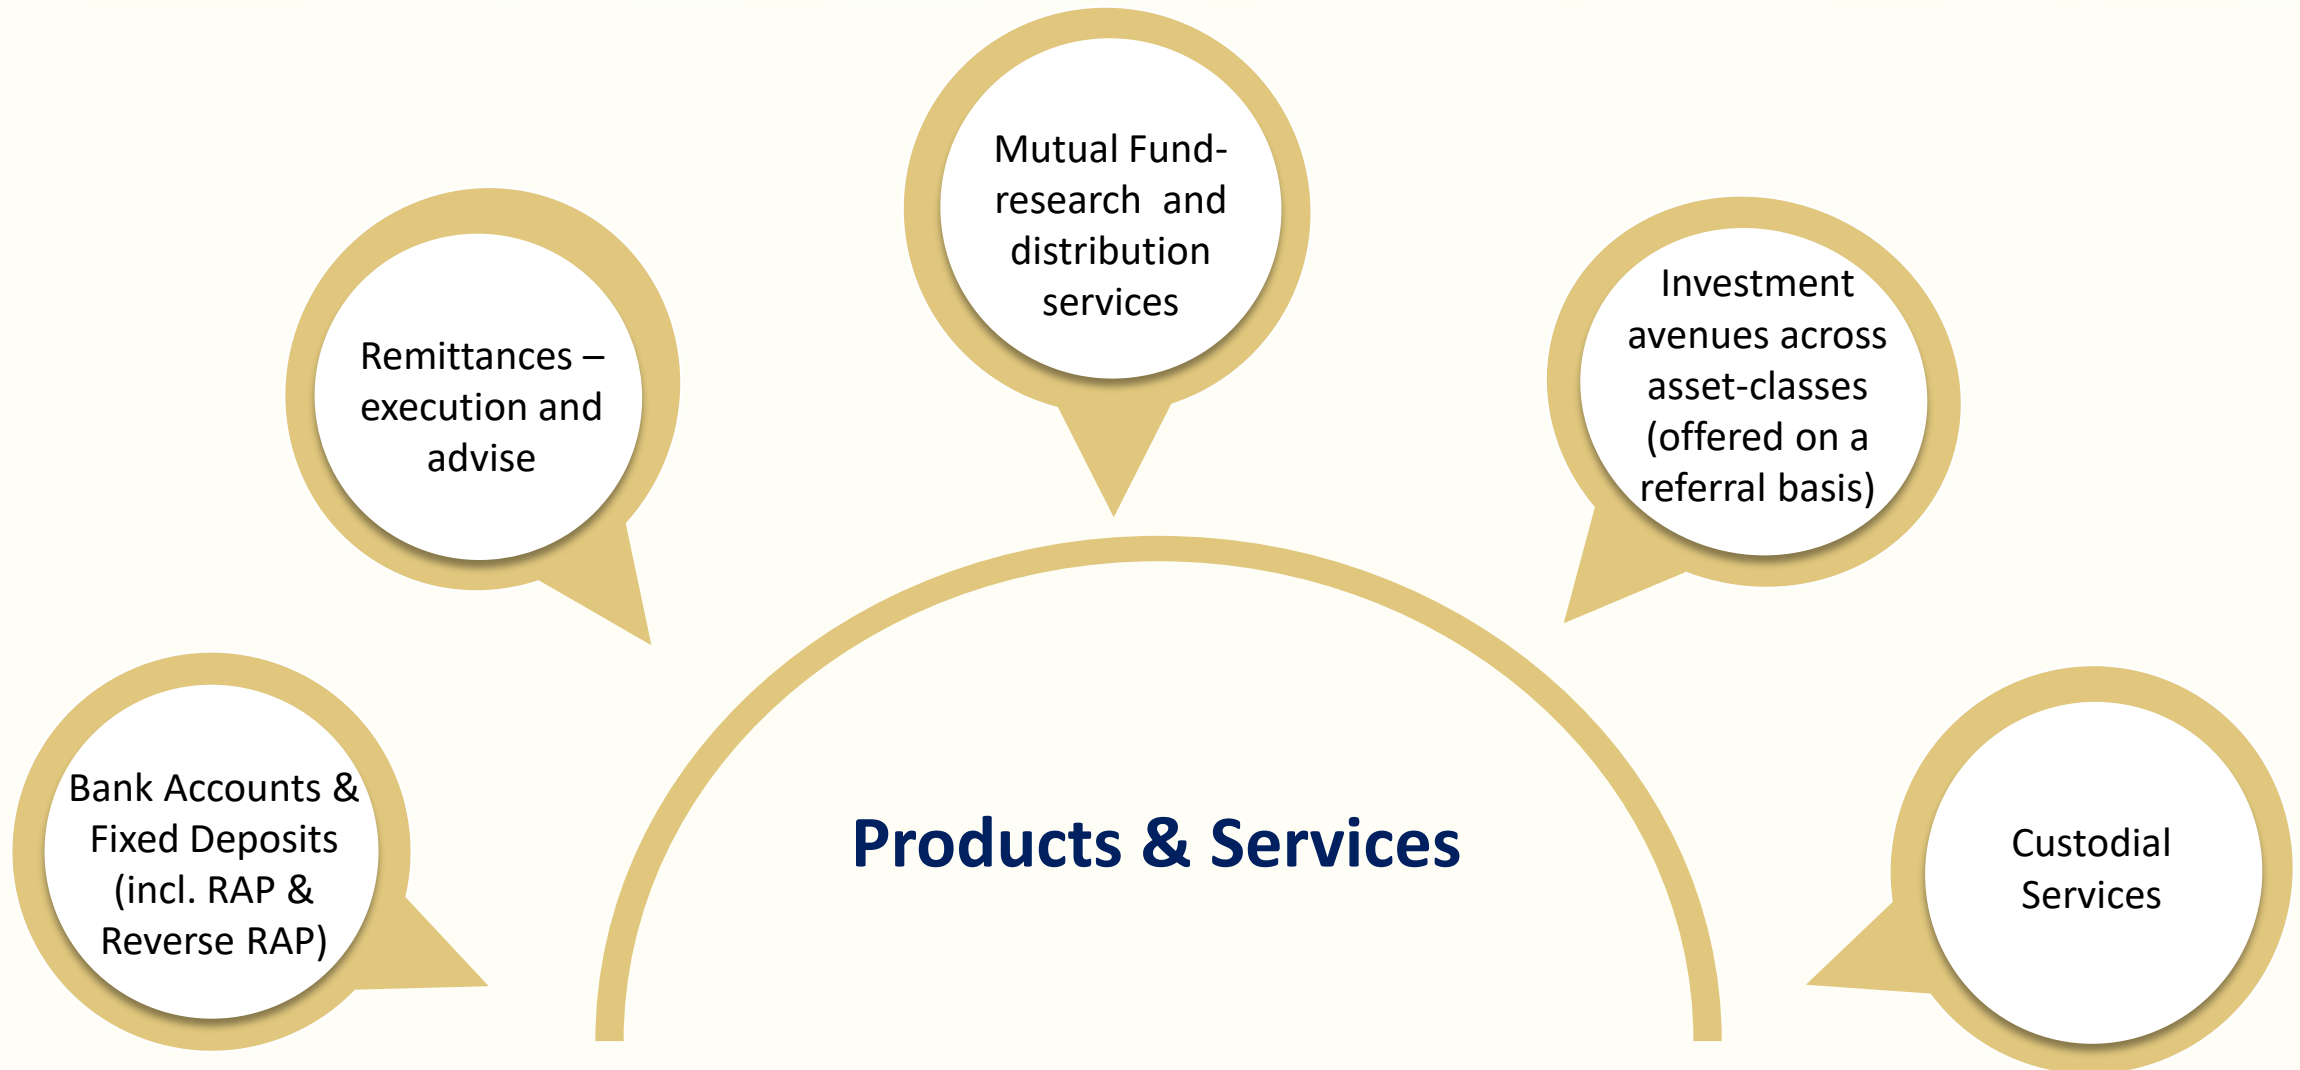 Mutual Fund-
research and
distribution
services
Remittances –
execution and
advise
Investment
avenues across
asset-classes
(offered on a
referral basis)
Bank Accounts &
Fixed Deposits
(incl. RAP &
Reverse RAP)
Products & Services
Custodial
Services